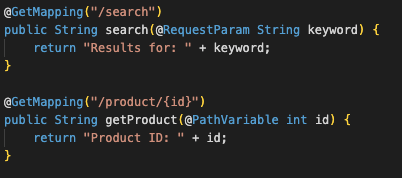 @GetMapping("/search")
public String search(@RequestParam String keyword) {
    return "Results for: " + keyword;
}

@GetMapping("/product/{id}")
public String getProduct(@PathVariable int id) {
    return "Product ID: " + id;
}